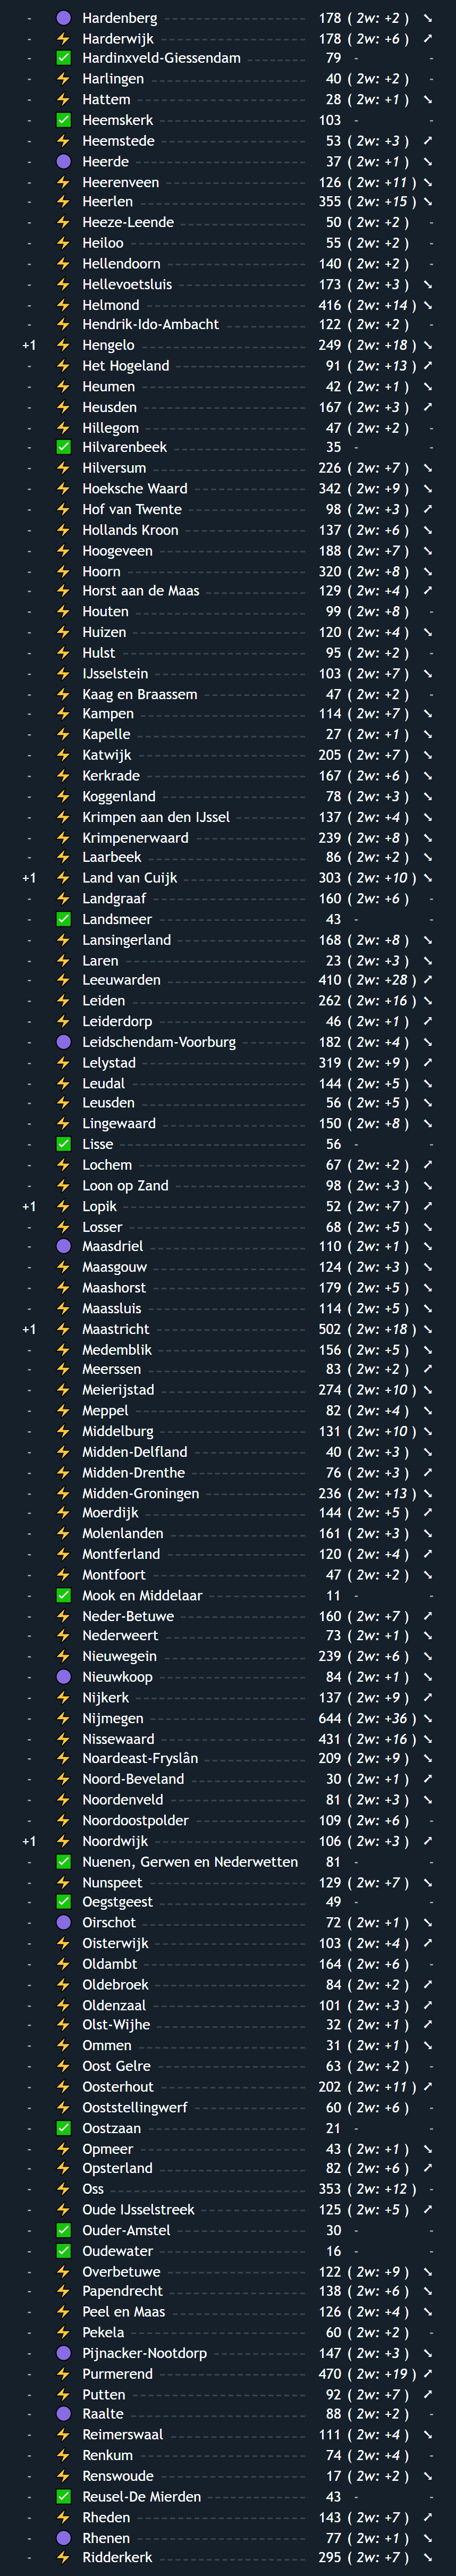 - 🟣 Hardenberg 178 ( 2w: +2 ) ↘
- ⚡ Harderwijk 178 ( 2w: +6 ) ↗
- ✅ Hardinxveld-Giessendam 79 - -
- ⚡ Harlingen 40 ( 2w: +2 ) -
- ⚡ Hattem 28 ( 2w: +1 ) ↘
- ✅ Heemskerk 103 - -
- ⚡ Heemstede 53 ( 2w: +3 ) ↗
- 🟣 Heerde 37 ( 2w: +1 ) ↘
- ⚡ Heerenveen 126 ( 2w: +11 ) ↘
- ⚡ Heerlen 355 ( 2w: +15 ) ↘
- ⚡ Heeze-Leende 50 ( 2w: +2 ) -
- ⚡ Heiloo 55 ( 2w: +2 ) -
- ⚡ Hellendoorn 140 ( 2w: +2 ) -
- ⚡ Hellevoetsluis 173 ( 2w: +3 ) ↘
- ⚡ Helmond 416 ( 2w: +14 ) ↘
- ⚡ Hendrik-Ido-Ambacht 122 ( 2w: +2 ) -
+1 ⚡ Hengelo 249 ( 2w: +18 ) ↘
- ⚡ Het Hogeland 91 ( 2w: +13 ) ↗
- ⚡ Heumen 42 ( 2w: +1 ) ↘
- ⚡ Heusden 167 ( 2w: +3 ) ↗
- ⚡ Hillegom 47 ( 2w: +2 ) -
- ✅ Hilvarenbeek 35 - -
- ⚡ Hilversum 226 ( 2w: +7 ) ↘
- ⚡ Hoeksche Waard 342 ( 2w: +9 ) ↘
- ⚡ Hof van Twente 98 ( 2w: +3 ) ↗
- ⚡ Hollands Kroon 137 ( 2w: +6 ) ↘
- ⚡ Hoogeveen 188 ( 2w: +7 ) ↘
- ⚡ Hoorn 320 ( 2w: +8 ) ↘
- ⚡ Horst aan de Maas 129 ( 2w: +4 ) ↗
- ⚡ Houten 99 ( 2w: +8 ) -
- ⚡ Huizen 120 ( 2w: +4 ) ↘
- ⚡ Hulst 95 ( 2w: +2 ) -
- ⚡ IJsselstein 103 ( 2w: +7 ) ↘
- ⚡ Kaag en Braassem 47 ( 2w: +2 ) -
- ⚡ Kampen 114 ( 2w: +7 ) ↘
- ⚡ Kapelle 27 ( 2w: +1 ) ↘
- ⚡ Katwijk 205 ( 2w: +7 ) ↘
- ⚡ Kerkrade 167 ( 2w: +6 ) ↘
- ⚡ Koggenland 78 ( 2w: +3 ) ↘
- ⚡ Krimpen aan den IJssel 137 ( 2w: +4 ) ↘
- ⚡ Krimpenerwaard 239 ( 2w: +8 ) ↘
- ⚡ Laarbeek 86 ( 2w: +2 ) ↘
+1 ⚡ Land van Cuijk 303 ( 2w: +10 ) ↘
- ⚡ Landgraaf 160 ( 2w: +6 ) -
- ✅ Landsmeer 43 - -
- ⚡ Lansingerland 168 ( 2w: +8 ) ↘
- ⚡ Laren 23 ( 2w: +3 ) ↘
- ⚡ Leeuwarden 410 ( 2w: +28 ) ↗
- ⚡ Leiden 262 ( 2w: +16 ) ↘
- ⚡ Leiderdorp 46 ( 2w: +1 ) ↗
- 🟣 Leidschendam-Voorburg 182 ( 2w: +4 ) ↘
- ⚡ Lelystad 319 ( 2w: +9 ) ↗
- ⚡ Leudal 144 ( 2w: +5 ) ↘
- ⚡ Leusden 56 ( 2w: +5 ) ↘
- ⚡ Lingewaard 150 ( 2w: +8 ) ↘
- ✅ Lisse 56 - -
- ⚡ Lochem 67 ( 2w: +2 ) ↗
- ⚡ Loon op Zand 98 ( 2w: +3 ) ↘
+1 ⚡ Lopik 52 ( 2w: +7 ) ↗
- ⚡ Losser 68 ( 2w: +5 ) ↘
- 🟣 Maasdriel 110 ( 2w: +1 ) ↘
- ⚡ Maasgouw 124 ( 2w: +3 ) ↘
- ⚡ Maashorst 179 ( 2w: +5 ) ↘
- ⚡ Maassluis 114 ( 2w: +5 ) ↘
+1 ⚡ Maastricht 502 ( 2w: +18 ) ↘
- ⚡ Medemblik 156 ( 2w: +5 ) ↘
- ⚡ Meerssen 83 ( 2w: +2 ) ↗
- ⚡ Meierijstad 274 ( 2w: +10 ) ↘
- ⚡ Meppel 82 ( 2w: +4 ) ↘
- ⚡ Middelburg 131 ( 2w: +10 ) ↘
- ⚡ Midden-Delfland 40 ( 2w: +3 ) ↘
- ⚡ Midden-Drenthe 76 ( 2w: +3 ) ↗
- ⚡ Midden-Groningen 236 ( 2w: +13 ) ↘
- ⚡ Moerdijk 144 ( 2w: +5 ) ↗
- ⚡ Molenlanden 161 ( 2w: +3 ) ↘
- ⚡ Montferland 120 ( 2w: +4 ) ↗
- ⚡ Montfoort 47 ( 2w: +2 ) ↘
- ✅ Mook en Middelaar 11 - -
- ⚡ Neder-Betuwe 160 ( 2w: +7 ) ↗
- ⚡ Nederweert 73 ( 2w: +1 ) ↘
- ⚡ Nieuwegein 239 ( 2w: +6 ) ↘
- 🟣 Nieuwkoop 84 ( 2w: +1 ) ↘
- ⚡ Nijkerk 137 ( 2w: +9 ) ↗
- ⚡ Nijmegen 644 ( 2w: +36 ) ↘
- ⚡ Nissewaard 431 ( 2w: +16 ) ↘
- ⚡ Noardeast-Fryslân 209 ( 2w: +9 ) ↘
- ⚡ Noord-Beveland 30 ( 2w: +1 ) ↗
- ⚡ Noordenveld 81 ( 2w: +3 ) ↘
- ⚡ Noordoostpolder 109 ( 2w: +6 ) -
+1 ⚡ Noordwijk 106 ( 2w: +3 ) ↗
- ✅ Nuenen, Gerwen en Nederwetten 81 - -
- ⚡ Nunspeet 129 ( 2w: +7 ) ↘
- ✅ Oegstgeest 49 - -
- 🟣 Oirschot 72 ( 2w: +1 ) ↘
- ⚡ Oisterwijk 103 ( 2w: +4 ) ↗
- ⚡ Oldambt 164 ( 2w: +6 ) -
- ⚡ Oldebroek 84 ( 2w: +2 ) ↗
- ⚡ Oldenzaal 101 ( 2w: +3 ) ↗
- ⚡ Olst-Wijhe 32 ( 2w: +1 ) ↗
- ⚡ Ommen 31 ( 2w: +1 ) ↘
- ⚡ Oost Gelre 63 ( 2w: +2 ) -
- ⚡ Oosterhout 202 ( 2w: +11 ) ↗
- ⚡ Ooststellingwerf 60 ( 2w: +6 ) -
- ✅ Oostzaan 21 - -
- ⚡ Opmeer 43 ( 2w: +1 ) ↘
- ⚡ Opsterland 82 ( 2w: +6 ) ↗
- ⚡ Oss 353 ( 2w: +12 ) -
- ⚡ Oude IJsselstreek 125 ( 2w: +5 ) ↗
- ✅ Ouder-Amstel 30 - -
- ✅ Oudewater 16 - -
- ⚡ Overbetuwe 122 ( 2w: +9 ) ↘
- ⚡ Papendrecht 138 ( 2w: +6 ) ↘
- ⚡ Peel en Maas 126 ( 2w: +4 ) ↘
- ⚡ Pekela 60 ( 2w: +2 ) -
- 🟣 Pijnacker-Nootdorp 147 ( 2w: +3 ) ↘
- ⚡ Purmerend 470 ( 2w: +19 ) ↗
- ⚡ Putten 92 ( 2w: +7 ) ↗
- 🟣 Raalte 88 ( 2w: +2 ) -
- ⚡ Reimerswaal 111 ( 2w: +4 ) ↘
- ⚡ Renkum 74 ( 2w: +4 ) -
- ⚡ Renswoude 17 ( 2w: +2 ) ↘
- ✅ Reusel-De Mierden 43 - -
- ⚡ Rheden 143 ( 2w: +7 ) ↗
- 🟣 Rhenen 77 ( 2w: +1 ) ↘
- ⚡ Ridderkerk 295 ( 2w: +7 ) ↘